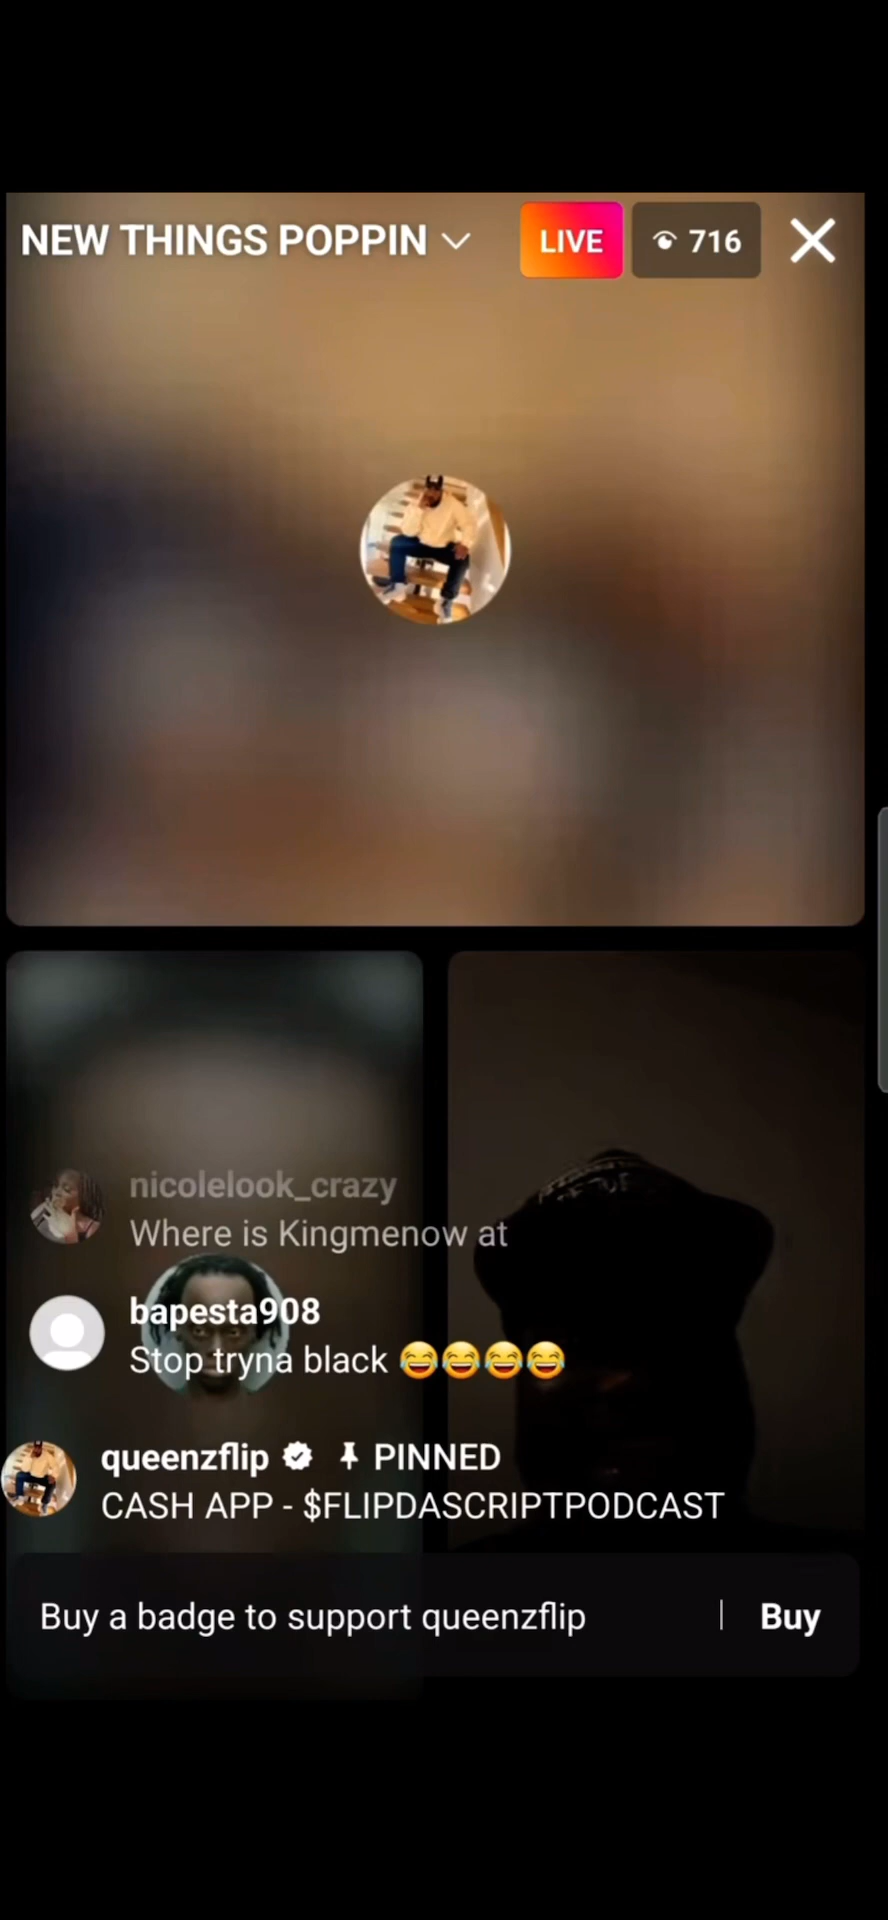 NEW THINGS POPPIN
LIVE
716
nicolelook_crazy
Where is Kingmenow at
bapesta908
Stop tryna black 😂😂😂😂
queenzflip PINNED
CASH APP - $FLIPDASCRIPTPODCAST
Buy a badge to support queenzflip | Buy